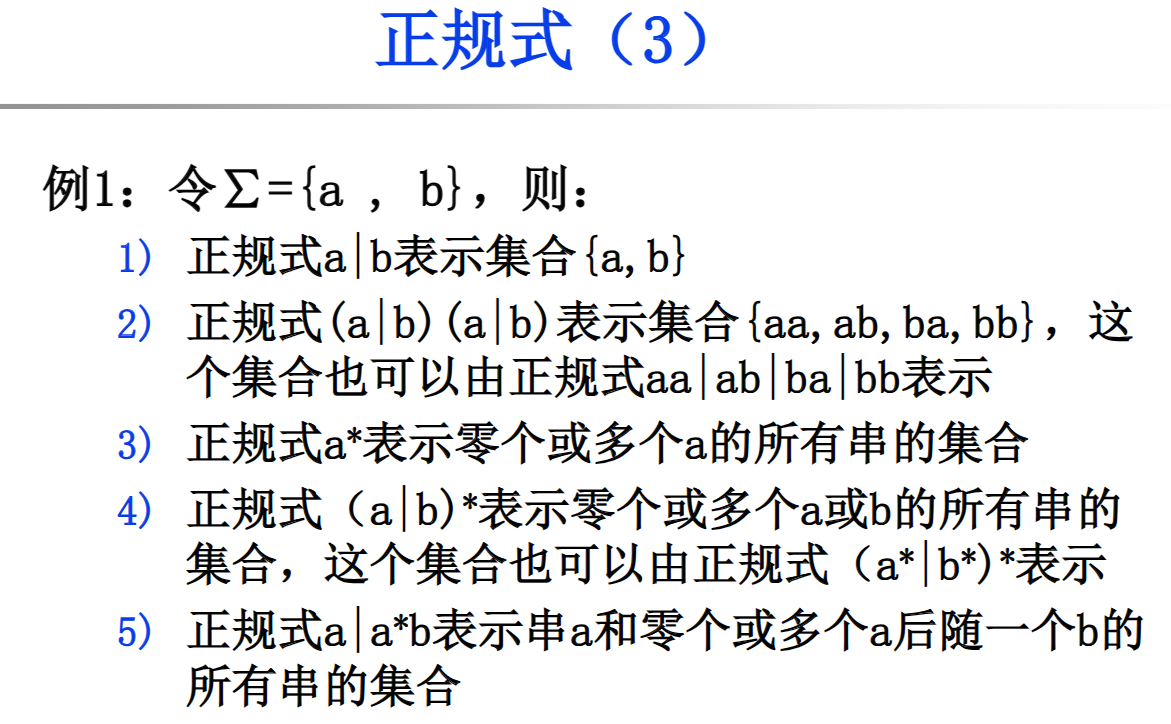 正规式（3）
例1：令∑={a , b}，则：
1) 正规式a|b表示集合{a,b}
2) 正规式(a|b)(a|b)表示集合{aa,ab,ba,bb}，这
个集合也可以由正规式aa|ab|ba|bb表示
3) 正规式a*表示零个或多个a的所有串的集合
4) 正规式（a|b)*表示零个或多个a或b的所有串的
集合，这个集合也可以由正规式（a*|b*)*表示
5) 正规式a|a*b表示串a和零个或多个a后随一个b的
所有串的集合